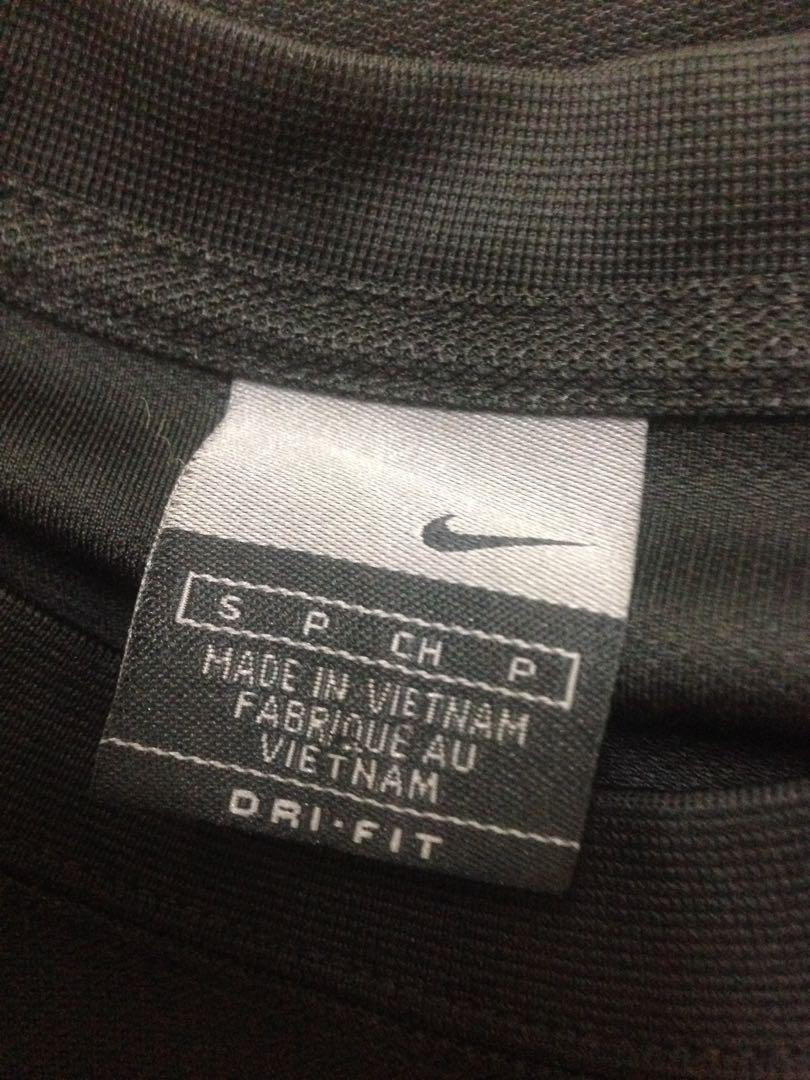 S P CH P
MADE IN VIETNAM
FABRIQUE AU
VIETNAM
DRI-FIT